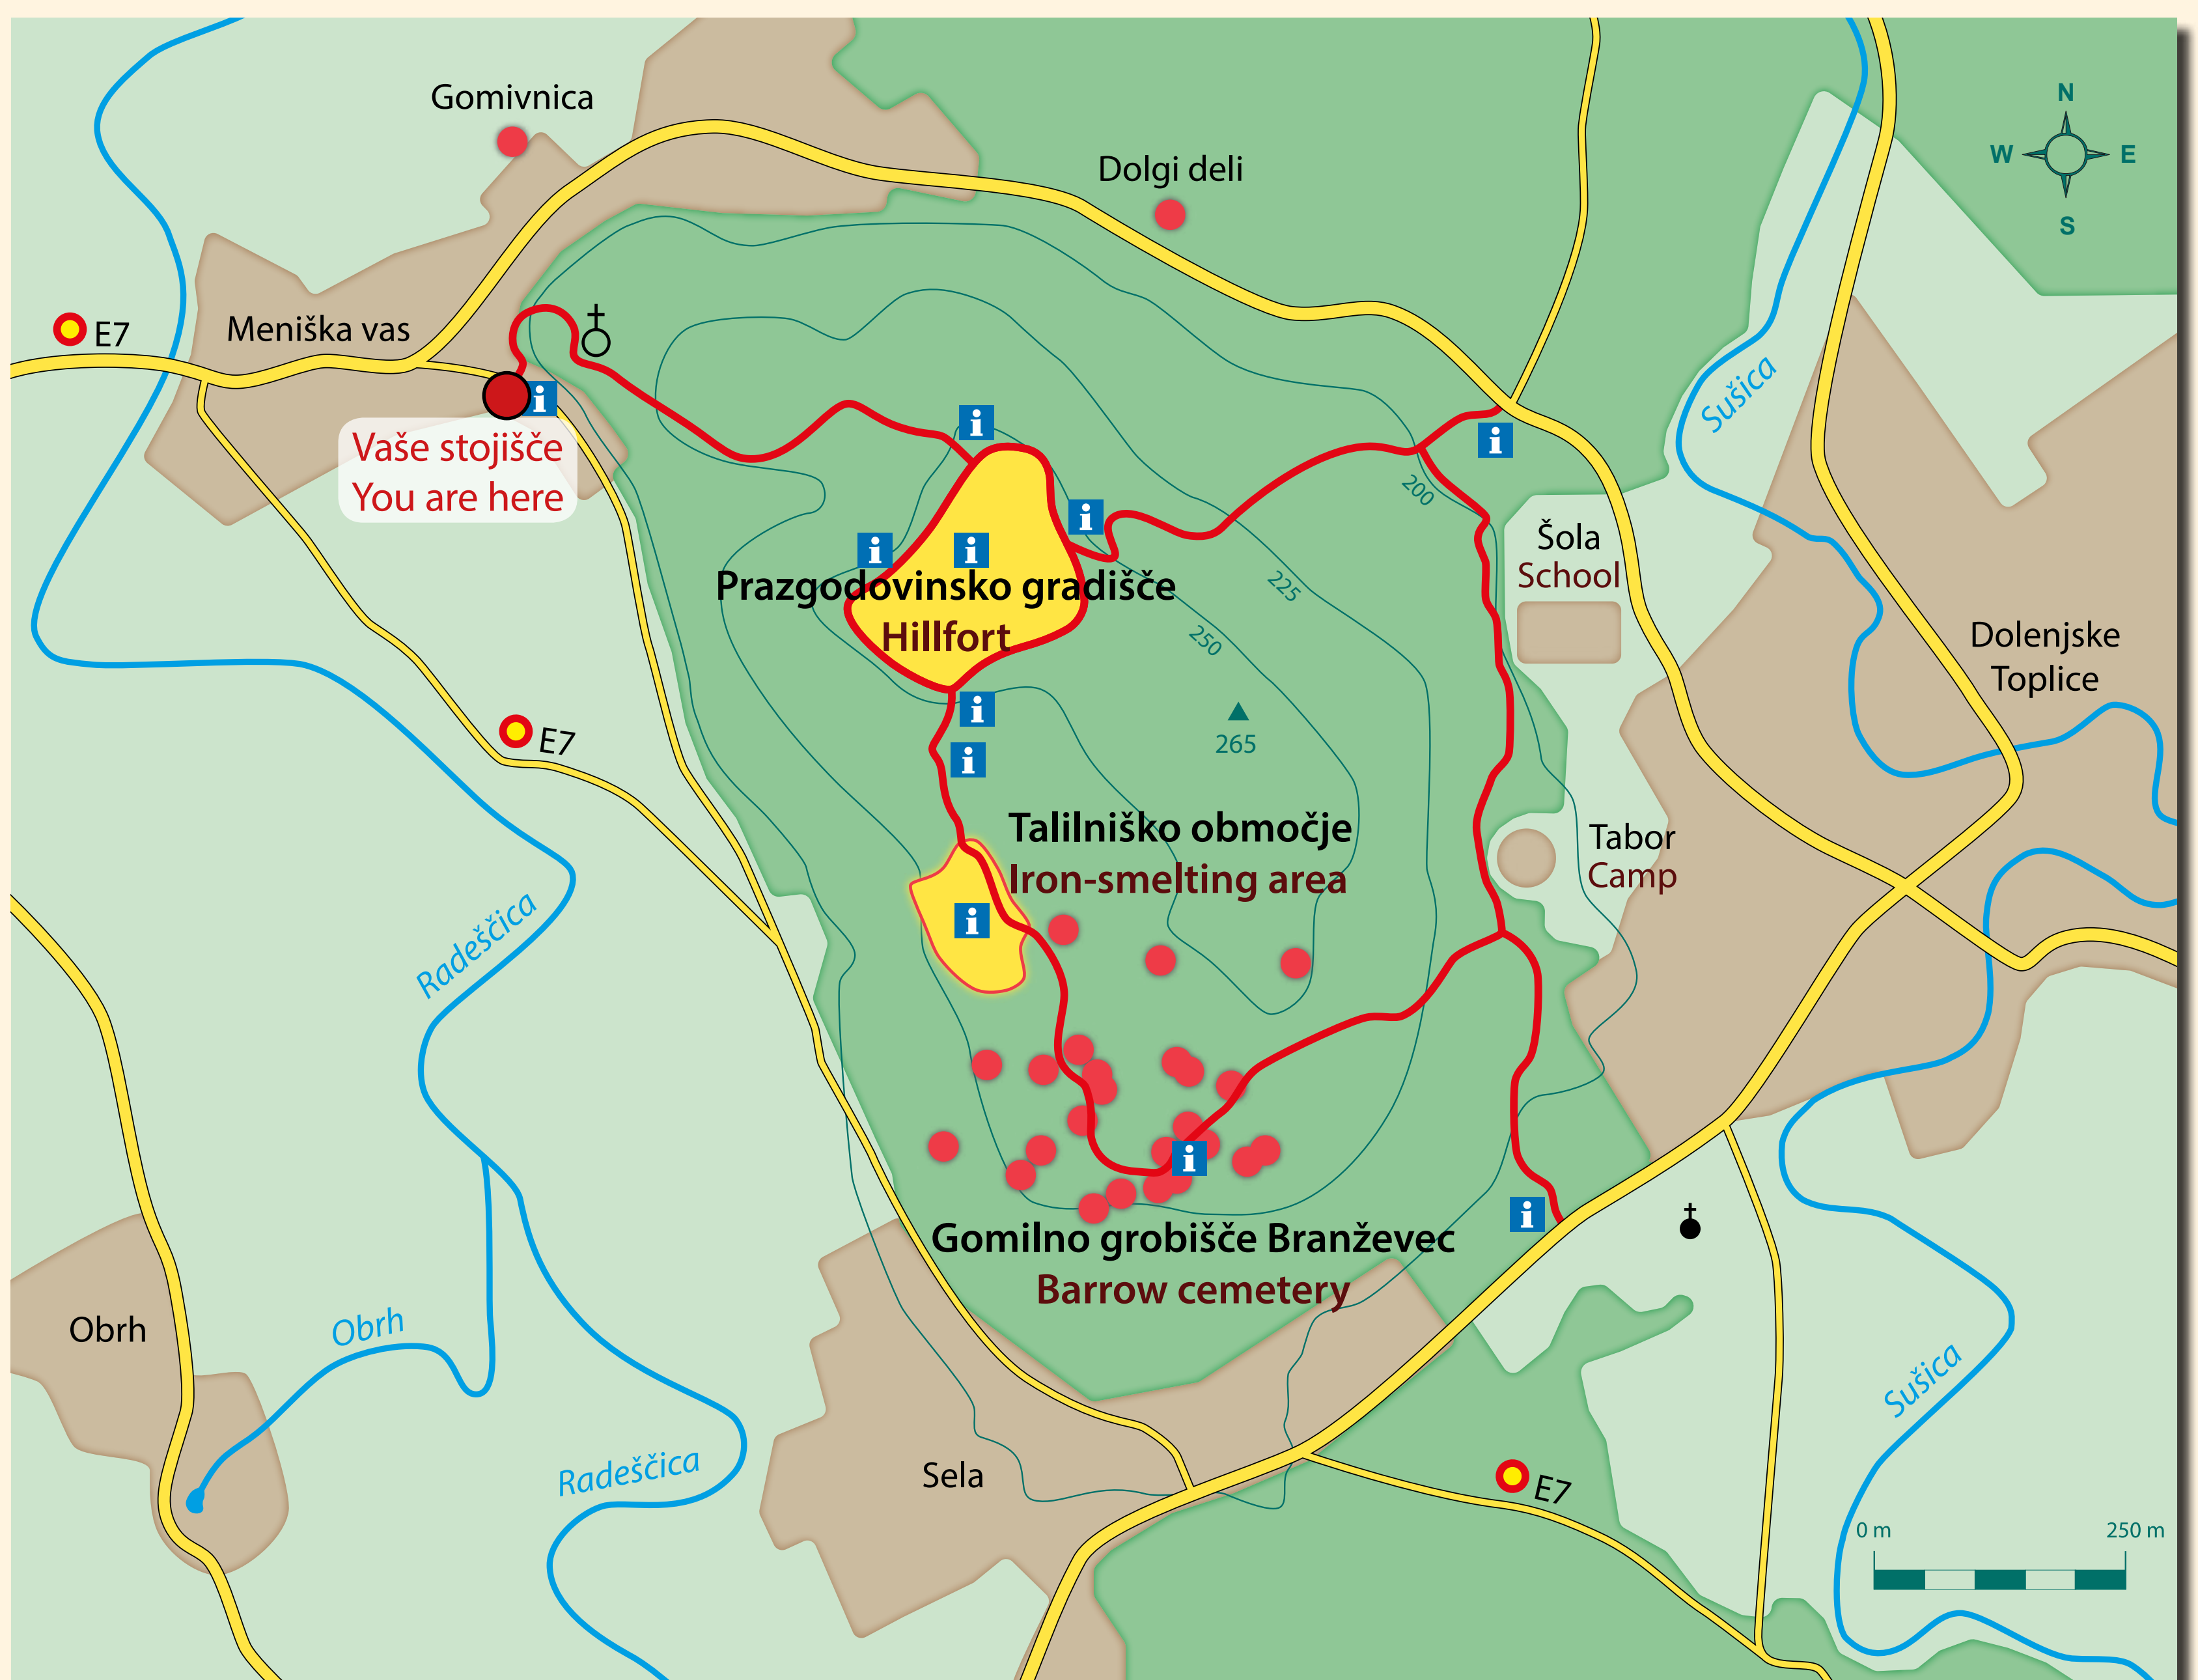 Gomivnica
N
W E
S
Dolgi deli
E7
Meniška vas
i
Vaše stojišče
You are here
Sušica
i
i
200
i
i
i
Šola
School
Prazgodovinsko gradišče
Hillfort
225
250
Dolenjske
Toplice
i
265
E7
i
Talilniško območje
Iron-smelting area
Tabor
Camp
i
Radeščica
i
i
Gomilno grobišče Branževec
Barrow cemetery
Obrh
Obrh
Sušica
Radeščica
Sela
E7
0 m 250 m